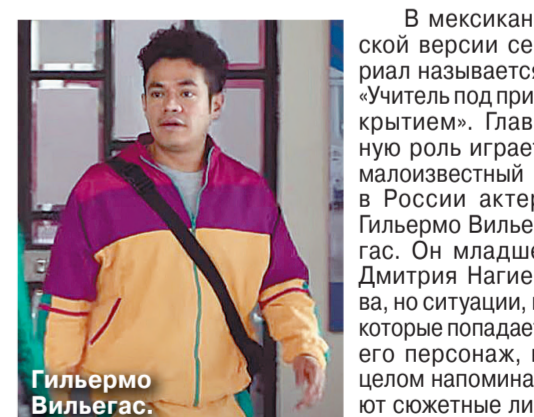 Гильермо
Вильегас.
В мексикан-
ской версии се-
риал называется
«Учитель под при-
крытием». Глав-
ную роль играет
малоизвестный
в России актер
Гильермо Вилье-
гас. Он младше
Дмитрия Нагие-
ва, но ситуации, в
которые попадает
его персонаж, в
целом напомина-
ют сюжетные ли-